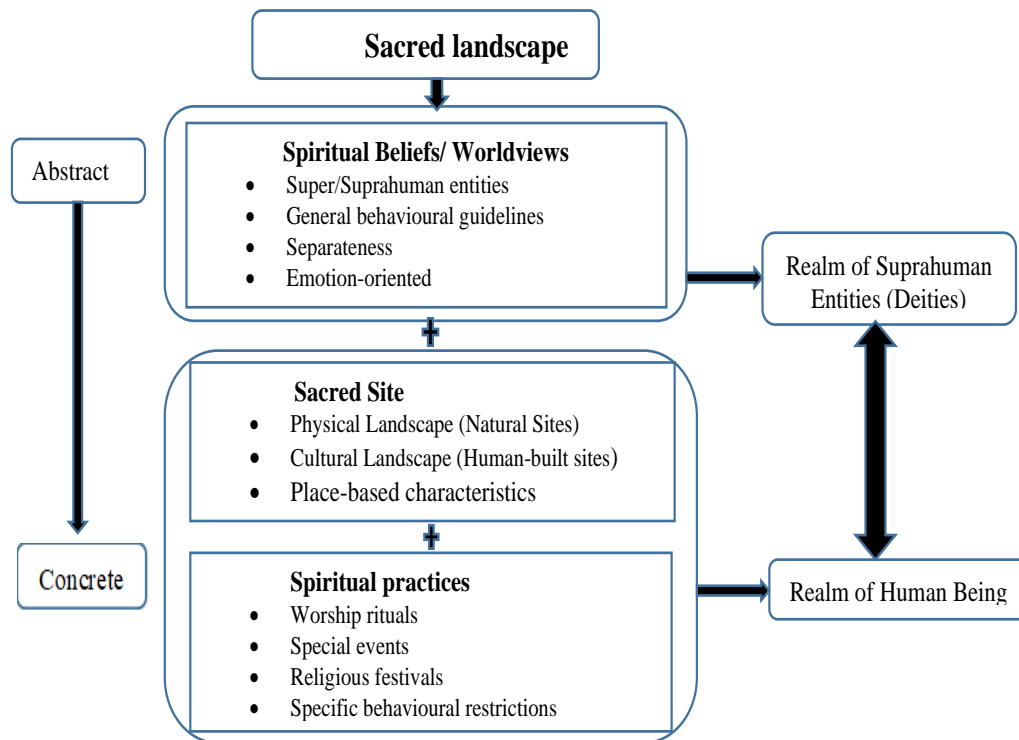 Sacred landscape
Abstract
Spiritual Beliefs/ Worldviews
• Super/Suprahuman entities
• General behavioural guidelines
• Separateness
• Emotion-oriented
Realm of Suprahuman
Entities (Deities)
Sacred Site
• Physical Landscape (Natural Sites)
• Cultural Landscape (Human-built sites)
• Place-based characteristics
Concrete
Spiritual practices
• Worship rituals
• Special events
• Religious festivals
• Specific behavioural restrictions
Realm of Human Being